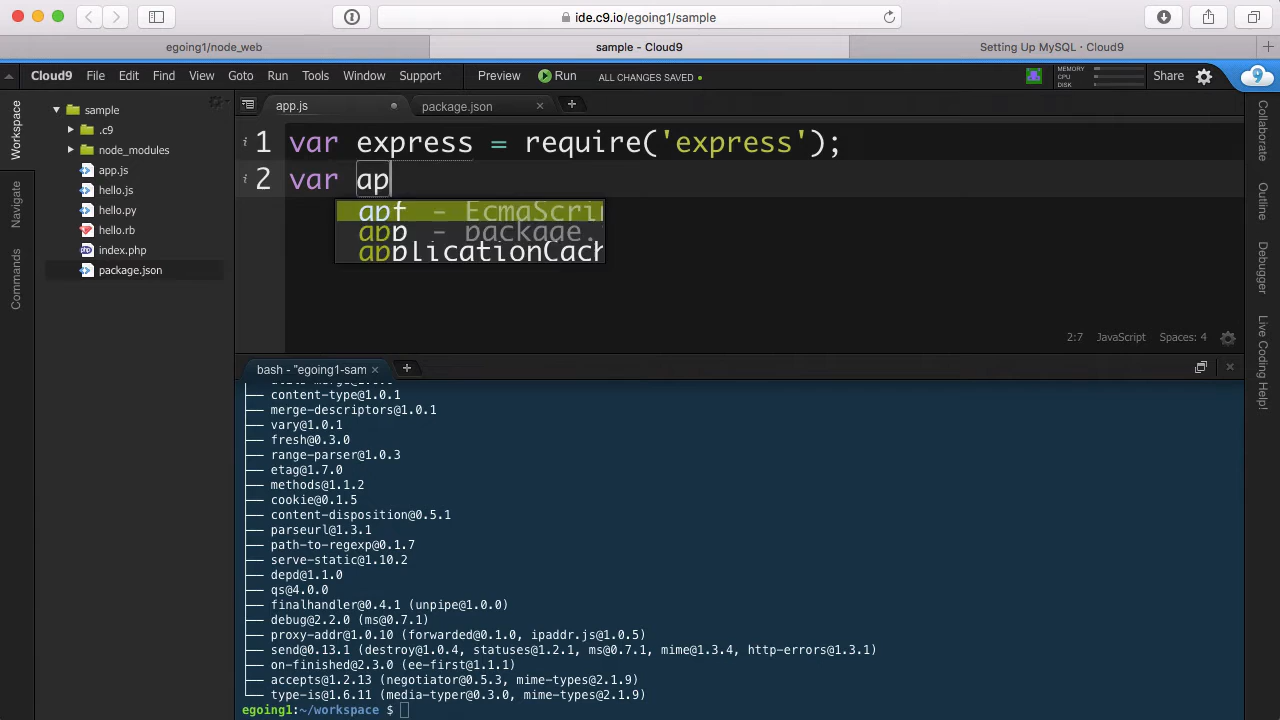 ide.c9.io/egoing1/sample
egoing1/node_web
sample - Cloud9
Setting Up MySQL · Cloud9
Cloud9 File Edit Find View Goto Run Tools Window Support Preview Run ALL CHANGES SAVED
MEMORY
CPU
DISK
Share
Workspace
Navigate
Commands
sample
.c9
node_modules
app.js
hello.js
hello.py
hello.rb
index.php
package.json
app.js
package.json
1 var express = require('express');
2 var ap
apf - EcmaScri
app - package.
applicationCach
2:7 JavaScript Spaces: 4
Collaborate
Outline
Debugger
Live Coding Help!
bash - "egoing1-sam
├── content-type@1.0.1
├── merge-descriptors@1.0.1
├── vary@1.0.1
├── fresh@0.3.0
├── range-parser@1.0.3
├── etag@1.7.0
├── methods@1.1.2
├── cookie@0.1.5
├── content-disposition@0.5.1
├── parseurl@1.3.1
├── path-to-regexp@0.1.7
├── serve-static@1.10.2
├── depd@1.1.0
├── qs@4.0.0
├── finalhandler@0.4.1 (unpipe@1.0.0)
├── debug@2.2.0 (ms@0.7.1)
├── proxy-addr@1.0.10 (forwarded@0.1.0, ipaddr.js@1.0.5)
├── send@0.13.1 (destroy@1.0.4, statuses@1.2.1, ms@0.7.1, mime@1.3.4, http-errors@1.3.1)
├── on-finished@2.3.0 (ee-first@1.1.1)
├── accepts@1.2.13 (negotiator@0.5.3, mime-types@2.1.9)
└── type-is@1.6.11 (media-typer@0.3.0, mime-types@2.1.9)
egoing1:~/workspace $